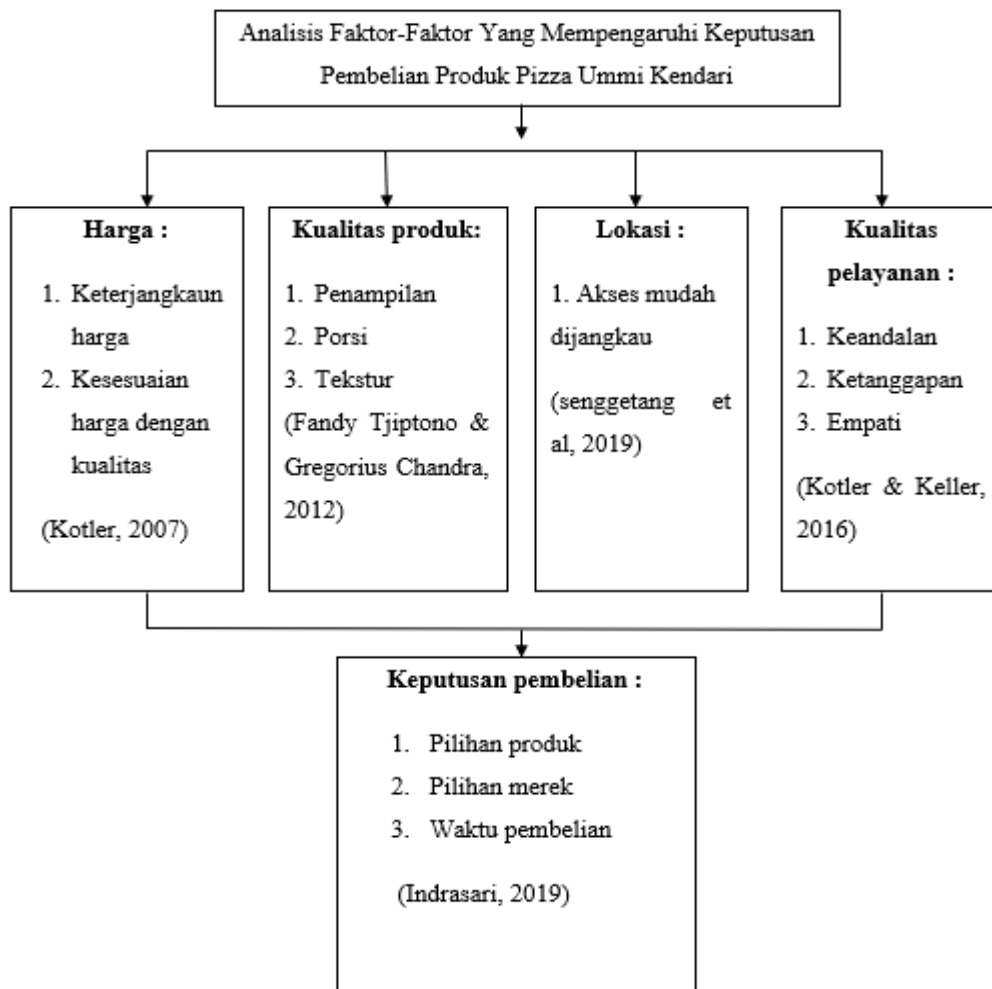 Analisis Faktor-Faktor Yang Mempengaruhi Keputusan
Pembelian Produk Pizza Ummi Kendari
Harga :
1. Keterjangkaun
harga
2. Kesesuaian
harga dengan
kualitas
(Kotler, 2007)
Kualitas produk:
1. Penampilan
2. Porsi
3. Tekstur
(Fandy Tjiptono &
Gregorius Chandra,
2012)
Lokasi :
1. Akses mudah
dijangkau
(senggetang et
al, 2019)
Kualitas
pelayanan :
1. Keandalan
2. Ketanggapan
3. Empati
(Kotler & Keller,
2016)
Keputusan pembelian :
1. Pilihan produk
2. Pilihan merek
3. Waktu pembelian
(Indrasari, 2019)